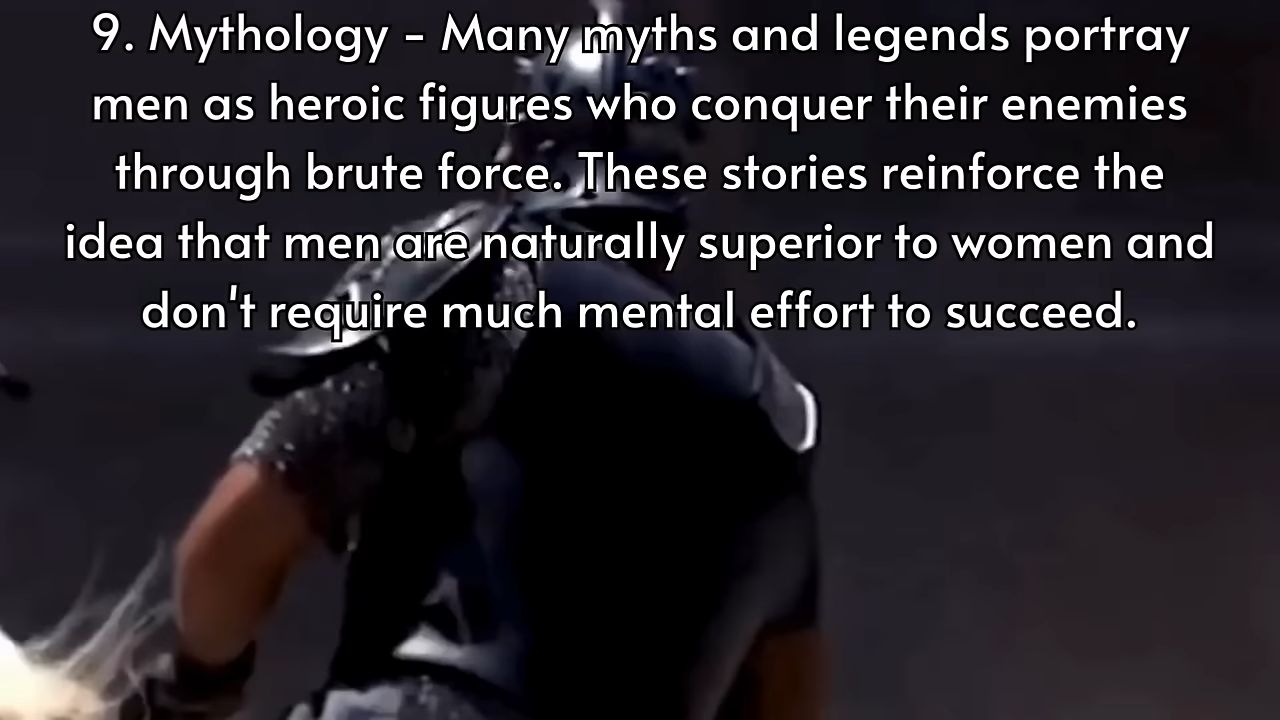 9. Mythology - Many myths and legends portray
men as heroic figures who conquer their enemies
through brute force. These stories reinforce the
idea that men are naturally superior to women and
don't require much mental effort to succeed.